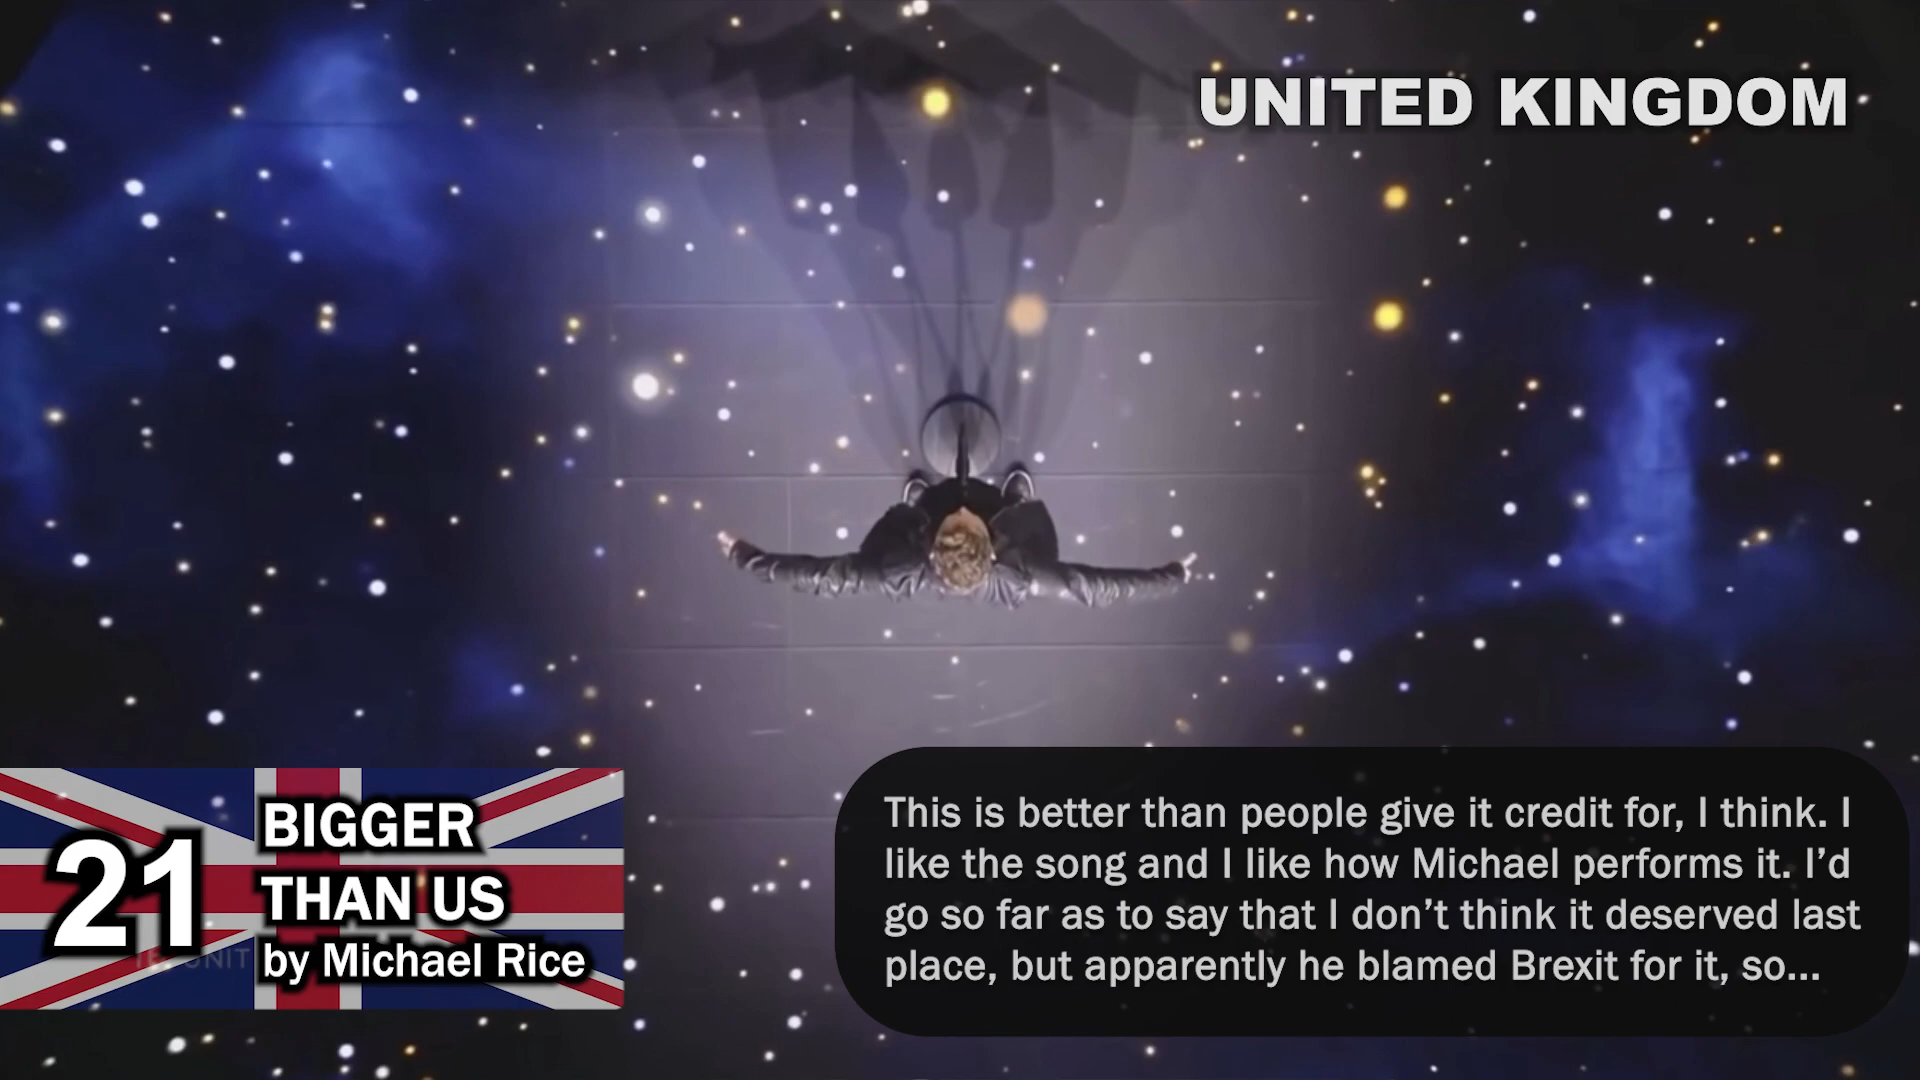 UNITED KINGDOM
21
BIGGER
THAN US
by Michael Rice
This is better than people give it credit for, I think. I
like the song and I like how Michael performs it. I’d
go so far as to say that I don’t think it deserved last
place, but apparently he blamed Brexit for it, so...